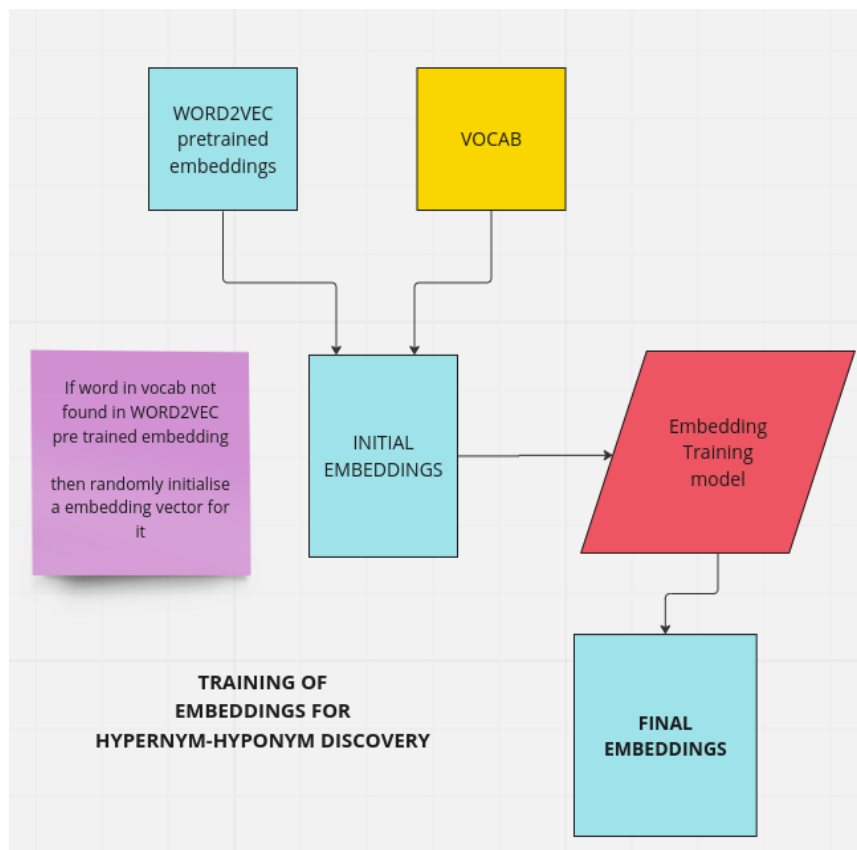 WORD2VEC
pretrained
embeddings
VOCAB
If word in vocab not
found in WORD2VEC
pre trained embedding
then randomly initialise
a embedding vector for
it
INITIAL
EMBEDDINGS
Embedding
Training
model
TRAINING OF
EMBEDDINGS FOR
HYPERNYM-HYPONYM DISCOVERY
FINAL
EMBEDDINGS